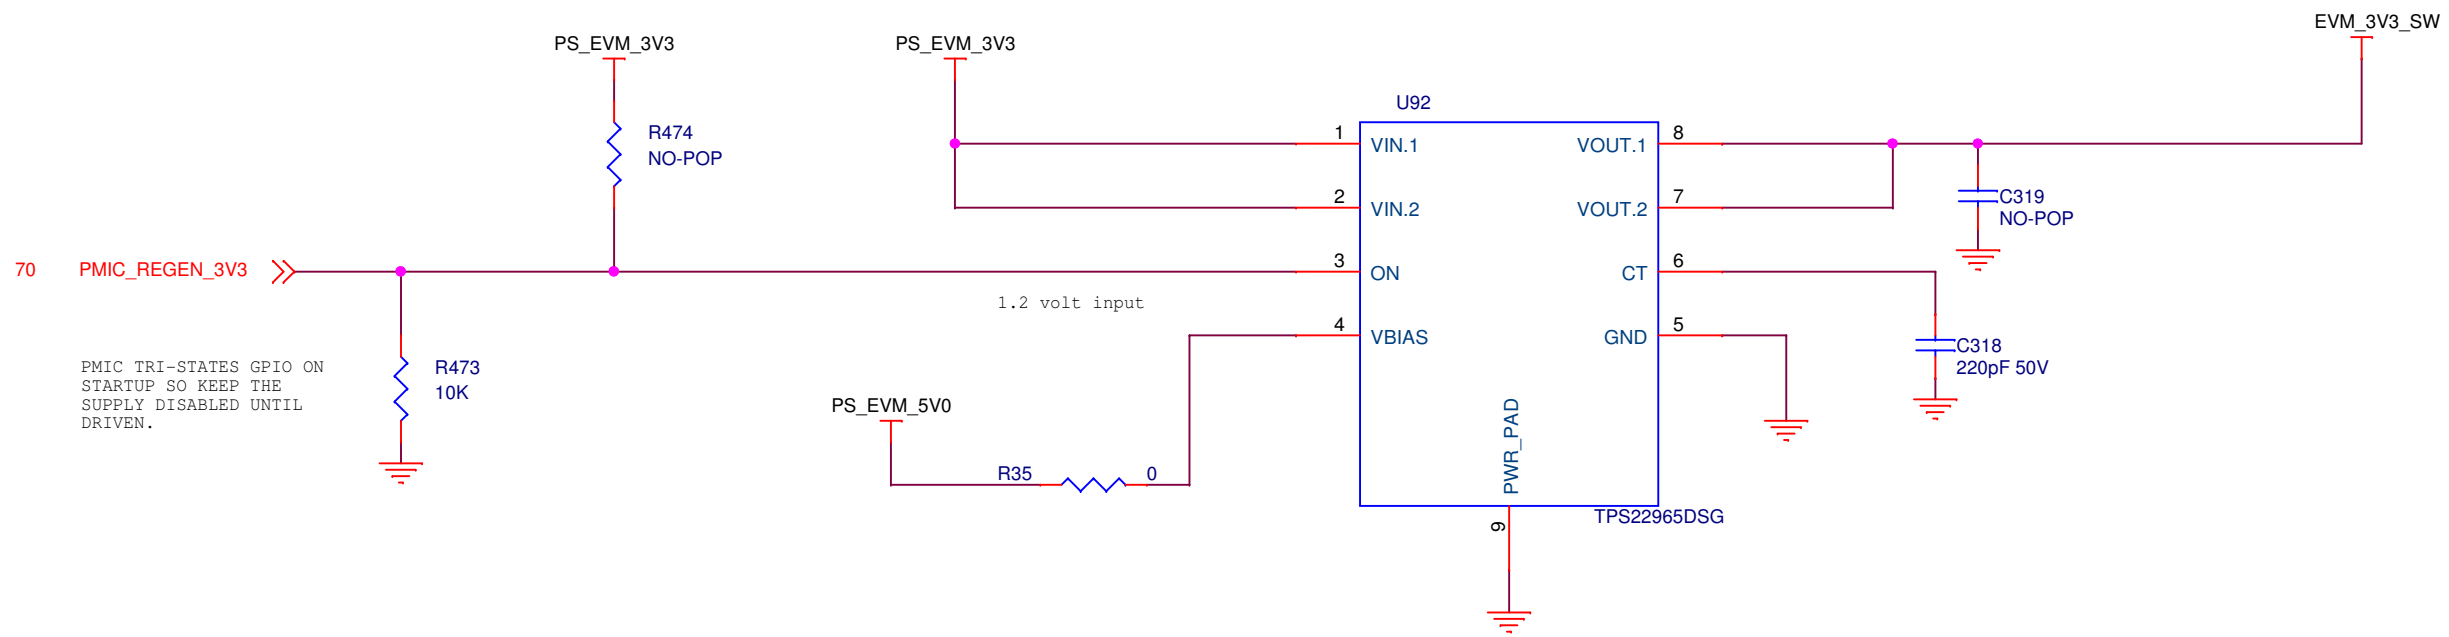 EVM_3V3_SW
PS_EVM_3V3
PS_EVM_3V3
U92
R474
NO-POP
1
VIN.1
VOUT.1
8
2
VIN.2
VOUT.2
7
C319
NO-POP
70
PMIC_REGEN_3V3
3
ON
CT
6
1.2 volt input
4
VBIAS
GND
5
C318
220pF 50V
PMIC TRI-STATES GPIO ON
STARTUP SO KEEP THE
SUPPLY DISABLED UNTIL
DRIVEN.
R473
10K
PS_EVM_5V0
R35
0
PWR_PAD
9
TPS22965DSG